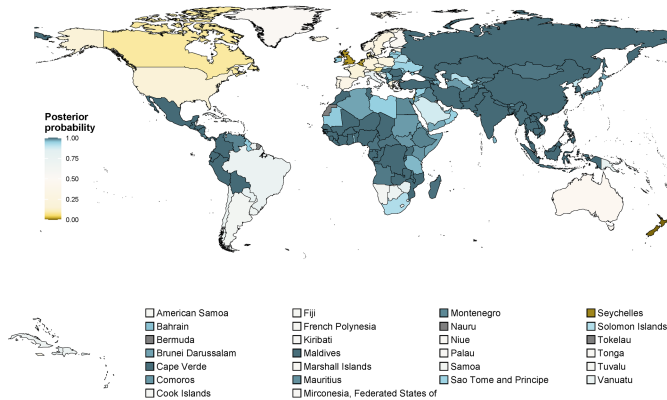 Posterior
probability
1.00
0.75
0.50
0.25
0.00
American Samoa
Bahrain
Bermuda
Brunei Darussalam
Cape Verde
Comoros
Cook Islands
Fiji
French Polynesia
Kiribati
Maldives
Marshall Islands
Mauritius
Mirconesia, Federated States of
Montenegro
Nauru
Niue
Palau
Samoa
Sao Tome and Principe
Seychelles
Solomon Islands
Tokelau
Tonga
Tuvalu
Vanuatu